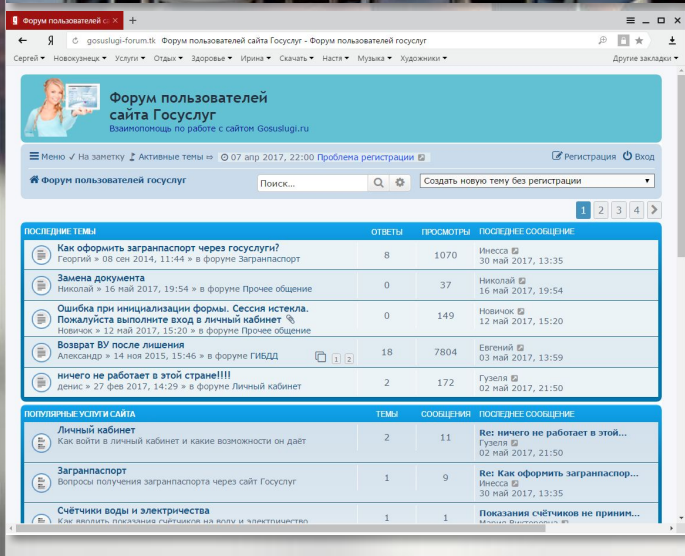 Форум пользователей са
gosuslugi-forum.tk Форум пользователей сайта Госуслуг - Форум пользователей госуслуг
Сергей Новокузнецк Услуги Отдых Здоровье Ирина Скачать Настя Музыка Художники Другие закладки
Форум пользователей
сайта Госуслуг
Взаимопомощь по работе с сайтом Gosuslugi.ru
Меню √ На заметку Активные темы ⇨ 07 апр 2017, 22:00 Проблема регистрации Регистрация Вход
Форум пользователей госуслуг Поиск... Создать новую тему без регистрации
1 2 3 4
ПОСЛЕДНИЕ ТЕМЫ ОТВЕТЫ ПРОСМОТРЫ ПОСЛЕДНЕЕ СООБЩЕНИЕ
Как оформить загранпаспорт через госуслуги?
Георгий » 08 сен 2014, 11:44 » в форуме Загранпаспорт
8 1070
Инесса
30 май 2017, 13:35
Замена документа
Николай » 16 май 2017, 19:54 » в форуме Прочее общение
0 37
Николай
16 май 2017, 19:54
Ошибка при инициализации формы. Сессия истекла.
Пожалуйста выполните вход в личный кабинет
Новичок » 12 май 2017, 15:20 » в форуме Прочее общение
0 149
Новичок
12 май 2017, 15:20
Возврат ВУ после лишения
Александр » 14 ноя 2015, 15:46 » в форуме ГИБДД
1 2
18 7804
Евгений
03 май 2017, 13:59
ничего не работает в этой стране!!!!
денис » 27 фев 2017, 14:29 » в форуме Личный кабинет
2 172
Гузеля
02 май 2017, 21:50
ПОПУЛЯРНЫЕ УСЛУГИ САЙТА ТЕМЫ СООБЩЕНИЯ ПОСЛЕДНЕЕ СООБЩЕНИЕ
Личный кабинет
Как войти в личный кабинет и какие возможности он даёт
2 11
Re: ничего не работает в этой...
Гузеля
02 май 2017, 21:50
Загранпаспорт
Вопросы получения загранпаспорта через сайт Госуслуг
1 9
Re: Как оформить загранпаспор...
Инесса
30 май 2017, 13:35
Счётчики воды и электричества
Как вводить показания счётчиков на воду и электричество
1 1
Показания счётчиков не приним...
Мария Викторовна